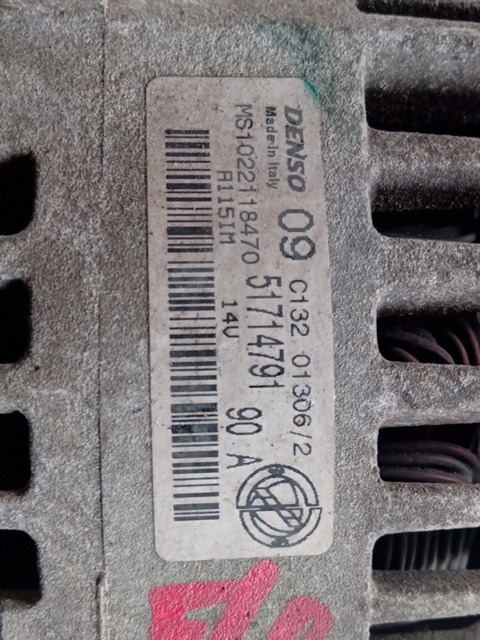 DENSO 09 C132 01306/2
Made in Italy
MS1022118470 51714791 90 A
A115IM 14V